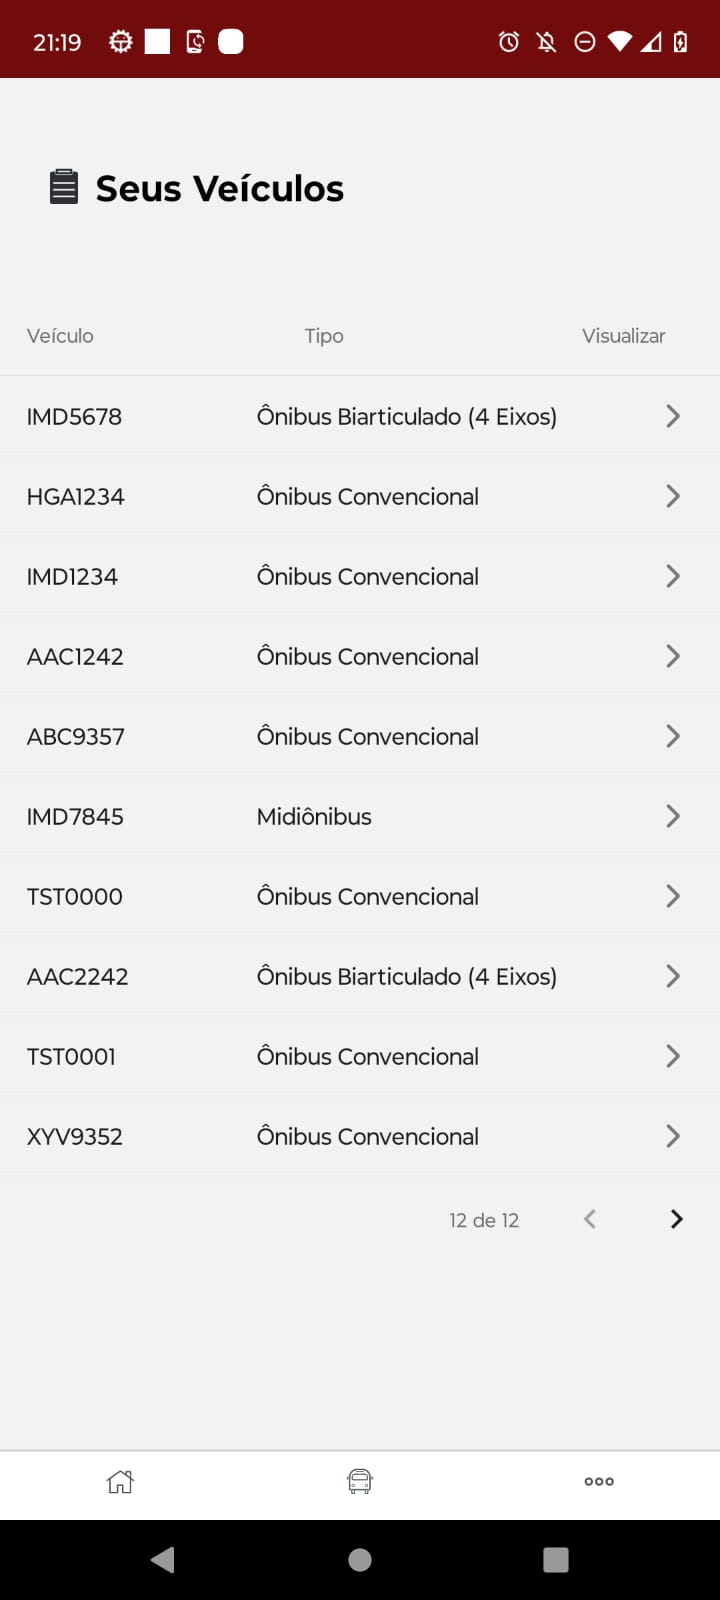 21:19
Seus Veículos
Veículo Tipo Visualizar
IMD5678 Ônibus Biarticulado (4 Eixos)
HGA1234 Ônibus Convencional
IMD1234 Ônibus Convencional
AAC1242 Ônibus Convencional
ABC9357 Ônibus Convencional
IMD7845 Midiônibus
TST0000 Ônibus Convencional
AAC2242 Ônibus Biarticulado (4 Eixos)
TST0001 Ônibus Convencional
XYV9352 Ônibus Convencional
12 de 12